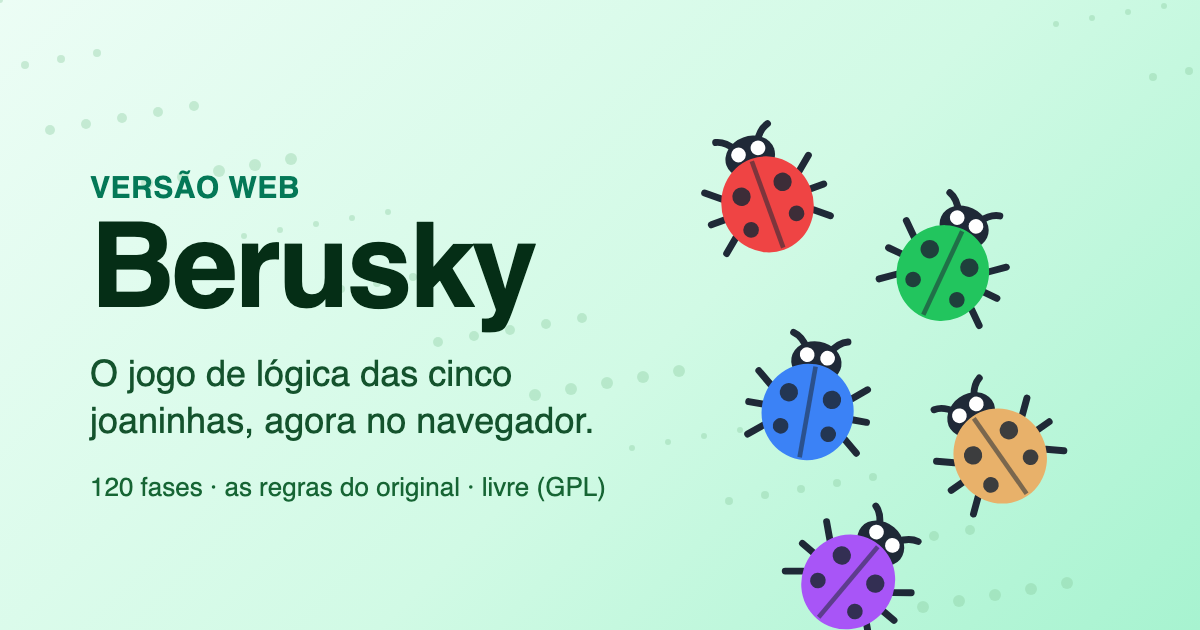 VERSÃO WEB
Berusky
O jogo de lógica das cinco
joaninhas, agora no navegador.
120 fases · as regras do original · livre (GPL)